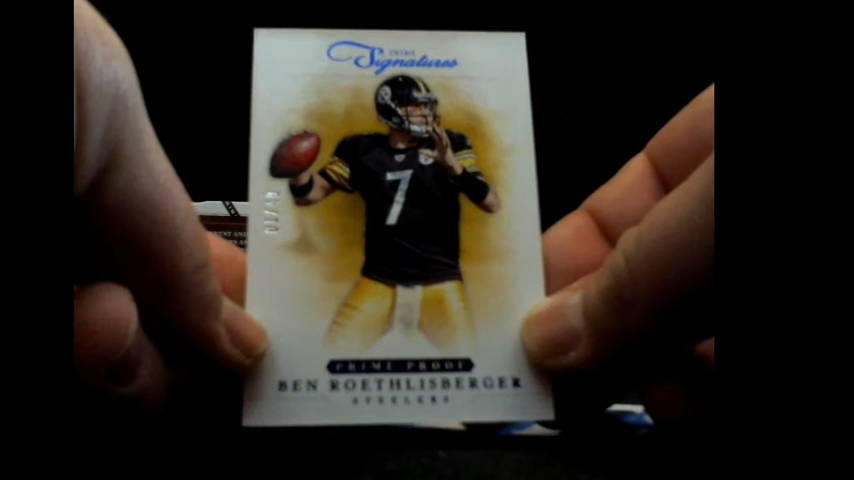 PRIME
Signatures
7
PRIME PROOF
BEN ROETHLISBERGER
STEELERS